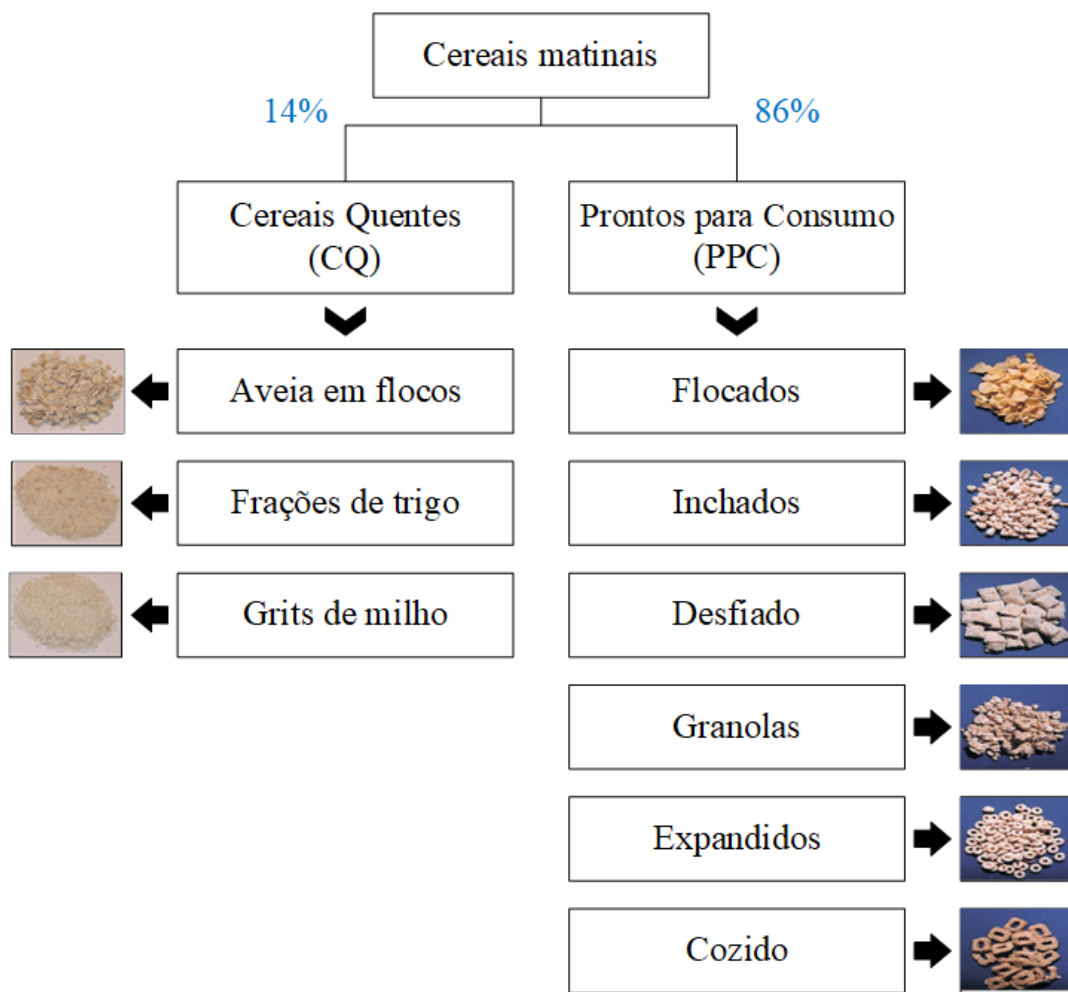 Cereais matinais
14%
86%
Cereais Quentes
(CQ)
Prontos para Consumo
(PPC)
Aveia em flocos
Flocados
Frações de trigo
Inchados
Grits de milho
Desfiado
Granolas
Expandidos
Cozido